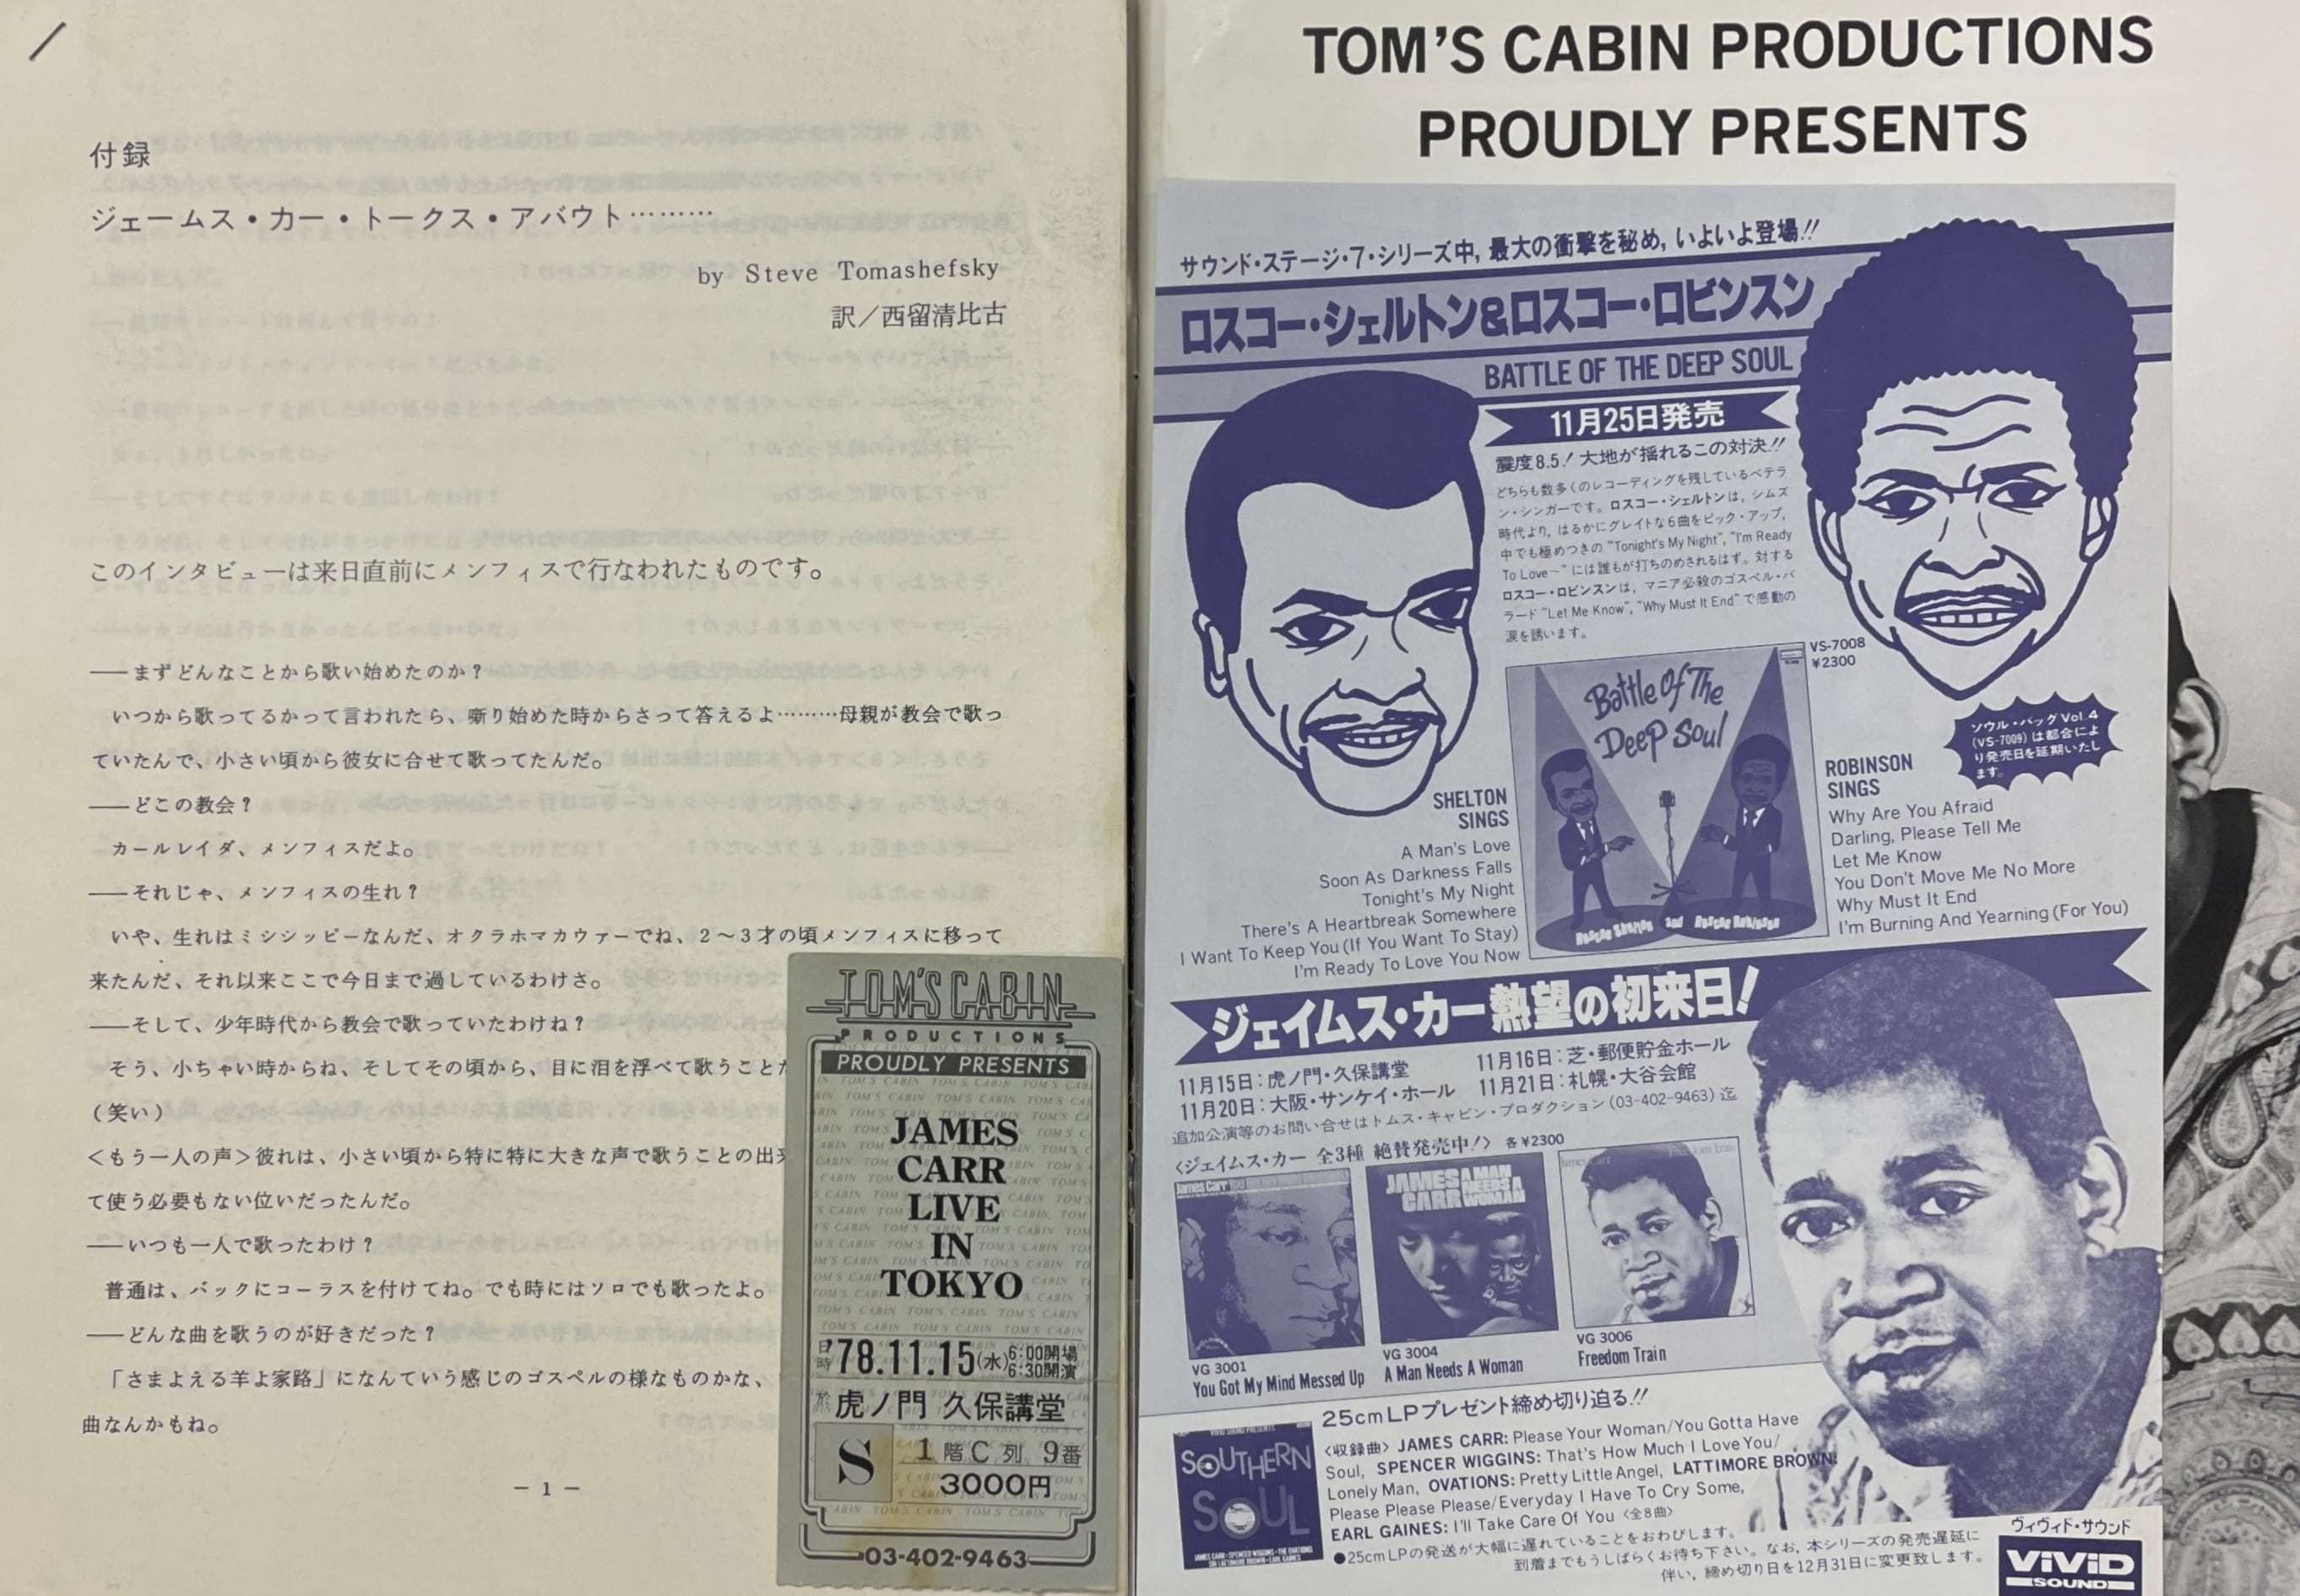 付録
ジェームス・カー・トークス・アバウト………
by Steve Tomashefsky
訳／西留清比古
このインタビューは来日直前にメンフィスで行なわれたものです。
——まずどんなことから歌い始めたのか？
いつから歌ってるかって言われたら、噺り始めた時からさって答えるよ………母親が教会で歌っ
ていたんで、小さい頃から彼女に合せて歌ってたんだ。
——どこの教会？
カールレイダ、メンフィスだよ。
——それじゃ、メンフィスの生れ？
いや、生れはミシシッピーなんだ、オクラホマカウァーでね、２～３才の頃メンフィスに移って
来たんだ、それ以来ここで今日まで過しているわけさ。
——そして、少年時代から教会で歌っていたわけね？
そう、小ちゃい時からね、そしてその頃から、目に泪を浮べて歌うことた
（笑い）
＜もう一人の声＞彼れは、小さい頃から特に特に大きな声で歌うことの出来
て使う必要もない位いだったんだ。
——いつも一人で歌ったわけ？
普通は、バックにコーラスを付けてね。でも時にはソロでも歌ったよ。
——どんな曲を歌うのが好きだった？
「さまよえる羊よ家路」になんていう感じのゴスペルの様なものかな、
曲なんかもね。
－ 1 －
TOM'S CABIN
PRODUCTIONS
PROUDLY PRESENTS
JAMES
CARR
LIVE
IN
TOKYO
日時 '78.11.15(水) 6:00開場 6:30開演
於 虎ノ門 久保講堂
S 1階C列 9番
3000円
03-402-9463
TOM'S CABIN PRODUCTIONS
PROUDLY PRESENTS
サウンド・ステージ・7・シリーズ中, 最大の衝撃を秘め, いよいよ登場!!
ロスコー・シェルトン&ロスコー・ロビンスン
BATTLE OF THE DEEP SOUL
11月25日発売
震度8.5! 大地が揺れるこの対決!!
どちらも数多くのレコーディングを残しているベテラ
ン・シンガーです。ロスコー・シェルトンは, シムズ
時代より, はるかにグレイトな6曲をピック・アップ,
中でも極めつきの "Tonight's My Night", "I'm Ready
To Love～" には誰もが打ちのめされるはず。対する
ロスコー・ロビンスンは, マニア必殺のゴスペル・バ
ラード "Let Me Know", "Why Must It End" で感動の
涙を誘います。
VS-7008
¥2300
Battle Of The
Deep Soul
Roscoe Shelton and Roscoe Robinson
ソウル・バッグVol.4
(VS-7009) は都合によ
り発売日を延期いたし
ます。
SHELTON
SINGS
A Man's Love
Soon As Darkness Falls
Tonight's My Night
There's A Heartbreak Somewhere
I Want To Keep You (If You Want To Stay)
I'm Ready To Love You Now
ROBINSON
SINGS
Why Are You Afraid
Darling, Please Tell Me
Let Me Know
You Don't Move Me No More
Why Must It End
I'm Burning And Yearning (For You)
ジェイムス・カー熱望の初来日!
11月15日：虎ノ門・久保講堂 11月16日：芝・郵便貯金ホール
11月20日：大阪・サンケイ・ホール 11月21日：札幌・大谷会館
追加公演等のお問い合せはトムス・キャビン・プロダクション (03-402-9463) 迄
〈ジェイムス・カー 全3種 絶賛発売中!〉 各¥2300
James Carr
JAMES CARR
A MAN NEEDS A WOMAN
James Carr Freedom Train
VG 3001
You Got My Mind Messed Up
VG 3004
A Man Needs A Woman
VG 3006
Freedom Train
25cmLPプレゼント締め切り迫る!!
SOUTHERN
SOUL
〈収録曲〉 JAMES CARR: Please Your Woman/You Gotta Have
Soul, SPENCER WIGGINS: That's How Much I Love You/
Lonely Man, OVATIONS: Pretty Little Angel, LATTIMORE BROWN:
Please Please Please/Everyday I Have To Cry Some,
EARL GAINES: I'll Take Care Of You 〈全8曲〉
●25cmLPの発送が大幅に遅れていることをおわびします。
到着までもうしばらくお待ち下さい。なお, 本シリーズの発売遅延に
伴い, 締め切り日を12月31日に変更致します。
ヴィヴィド・サウンド
ViViD
SOUND